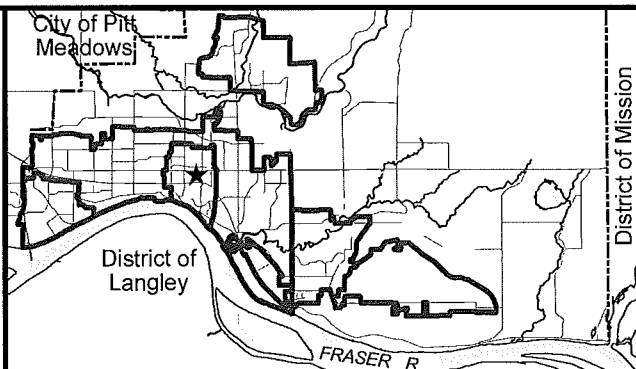 City of Pitt
Meadows
District of Mission
District of
Langley
FRASER R.